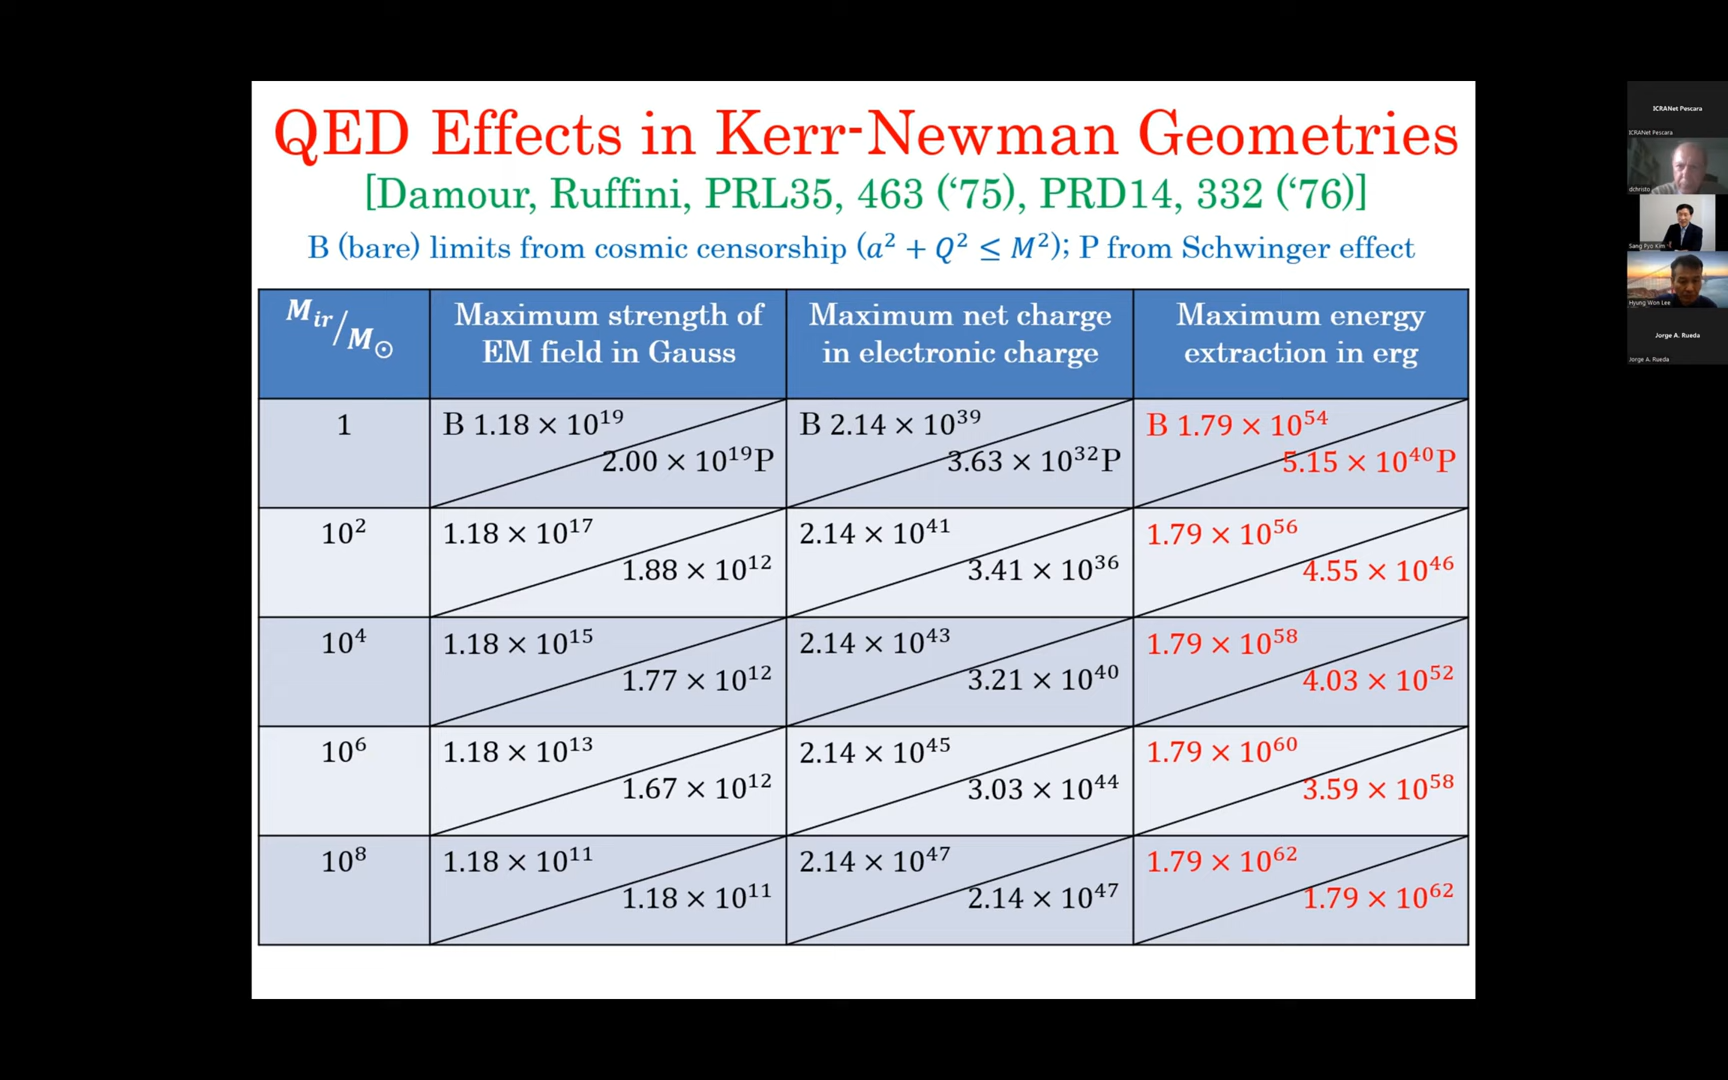 QED Effects in Kerr-Newman Geometries
[Damour, Ruffini, PRL35, 463 (‘75), PRD14, 332 (‘76)]
B (bare) limits from cosmic censorship (a² + Q² ≤ M²); P from Schwinger effect
M_ir/M_⊙
Maximum strength of
EM field in Gauss
Maximum net charge
in electronic charge
Maximum energy
extraction in erg
1
B 1.18 × 10¹⁹
2.00 × 10¹⁹P
B 2.14 × 10³⁹
3.63 × 10³²P
B 1.79 × 10⁵⁴
5.15 × 10⁴⁰P
10²
1.18 × 10¹⁷
1.88 × 10¹²
2.14 × 10⁴¹
3.41 × 10³⁶
1.79 × 10⁵⁶
4.55 × 10⁴⁶
10⁴
1.18 × 10¹⁵
1.77 × 10¹²
2.14 × 10⁴³
3.21 × 10⁴⁰
1.79 × 10⁵⁸
4.03 × 10⁵²
10⁶
1.18 × 10¹³
1.67 × 10¹²
2.14 × 10⁴⁵
3.03 × 10⁴⁴
1.79 × 10⁶⁰
3.59 × 10⁵⁸
10⁸
1.18 × 10¹¹
1.18 × 10¹¹
2.14 × 10⁴⁷
2.14 × 10⁴⁷
1.79 × 10⁶²
1.79 × 10⁶²
ICRANet Pescara
ICRANet Pescara
dchristo
Sang Pyo Kim
Hyung Won Lee
Jorge A. Rueda
Jorge A. Rueda